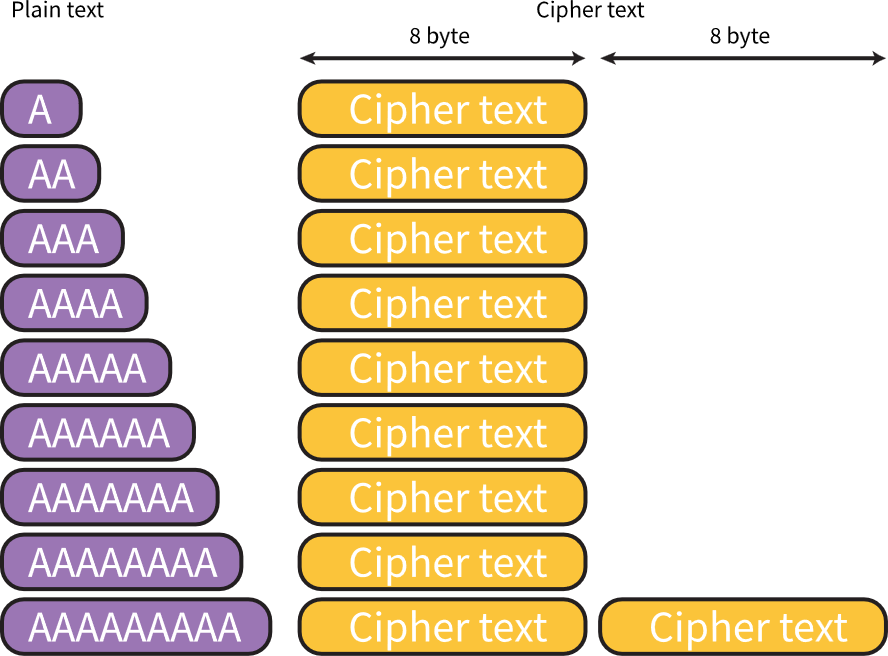 Plain text
Cipher text
8 byte
8 byte
A
Cipher text
AA
Cipher text
AAA
Cipher text
AAAA
Cipher text
AAAAA
Cipher text
AAAAAA
Cipher text
AAAAAAA
Cipher text
AAAAAAAA
Cipher text
AAAAAAAAA
Cipher text
Cipher text